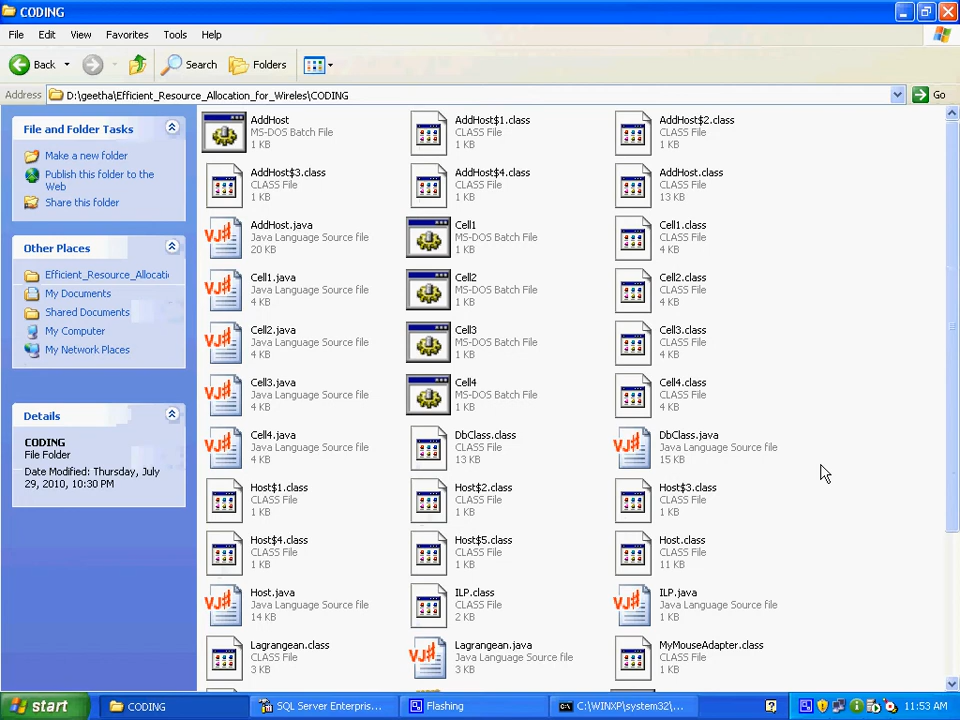 CODING
File Edit View Favorites Tools Help
Back Search Folders
Address D:\geetha\Efficient_Resource_Allocation_for_Wireles\CODING Go
File and Folder Tasks
Make a new folder
Publish this folder to the
Web
Share this folder
Other Places
Efficient_Resource_Allocati
My Documents
Shared Documents
My Computer
My Network Places
Details
CODING
File Folder
Date Modified: Thursday, July
29, 2010, 10:30 PM
AddHost
MS-DOS Batch File
1 KB
AddHost$1.class
CLASS File
1 KB
AddHost$2.class
CLASS File
1 KB
AddHost$3.class
CLASS File
1 KB
AddHost$4.class
CLASS File
1 KB
AddHost.class
CLASS File
13 KB
AddHost.java
Java Language Source file
20 KB
Cell1
MS-DOS Batch File
1 KB
Cell1.class
CLASS File
4 KB
Cell1.java
Java Language Source file
4 KB
Cell2
MS-DOS Batch File
1 KB
Cell2.class
CLASS File
4 KB
Cell2.java
Java Language Source file
4 KB
Cell3
MS-DOS Batch File
1 KB
Cell3.class
CLASS File
4 KB
Cell3.java
Java Language Source file
4 KB
Cell4
MS-DOS Batch File
1 KB
Cell4.class
CLASS File
4 KB
Cell4.java
Java Language Source file
4 KB
DbClass.class
CLASS File
13 KB
DbClass.java
Java Language Source file
15 KB
Host$1.class
CLASS File
1 KB
Host$2.class
CLASS File
1 KB
Host$3.class
CLASS File
1 KB
Host$4.class
CLASS File
1 KB
Host$5.class
CLASS File
1 KB
Host.class
CLASS File
11 KB
Host.java
Java Language Source file
14 KB
ILP.class
CLASS File
2 KB
ILP.java
Java Language Source file
1 KB
Lagrangean.class
CLASS File
3 KB
Lagrangean.java
Java Language Source file
3 KB
MyMouseAdapter.class
CLASS File
1 KB
start CODING SQL Server Enterpris... Flashing C:\WINXP\system32\... 11:53 AM